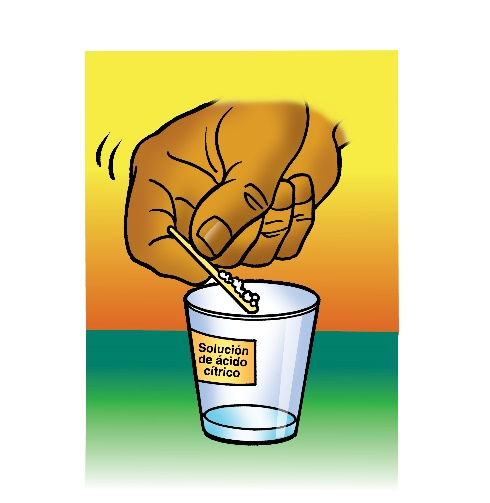 Solución
de ácido
cítrico